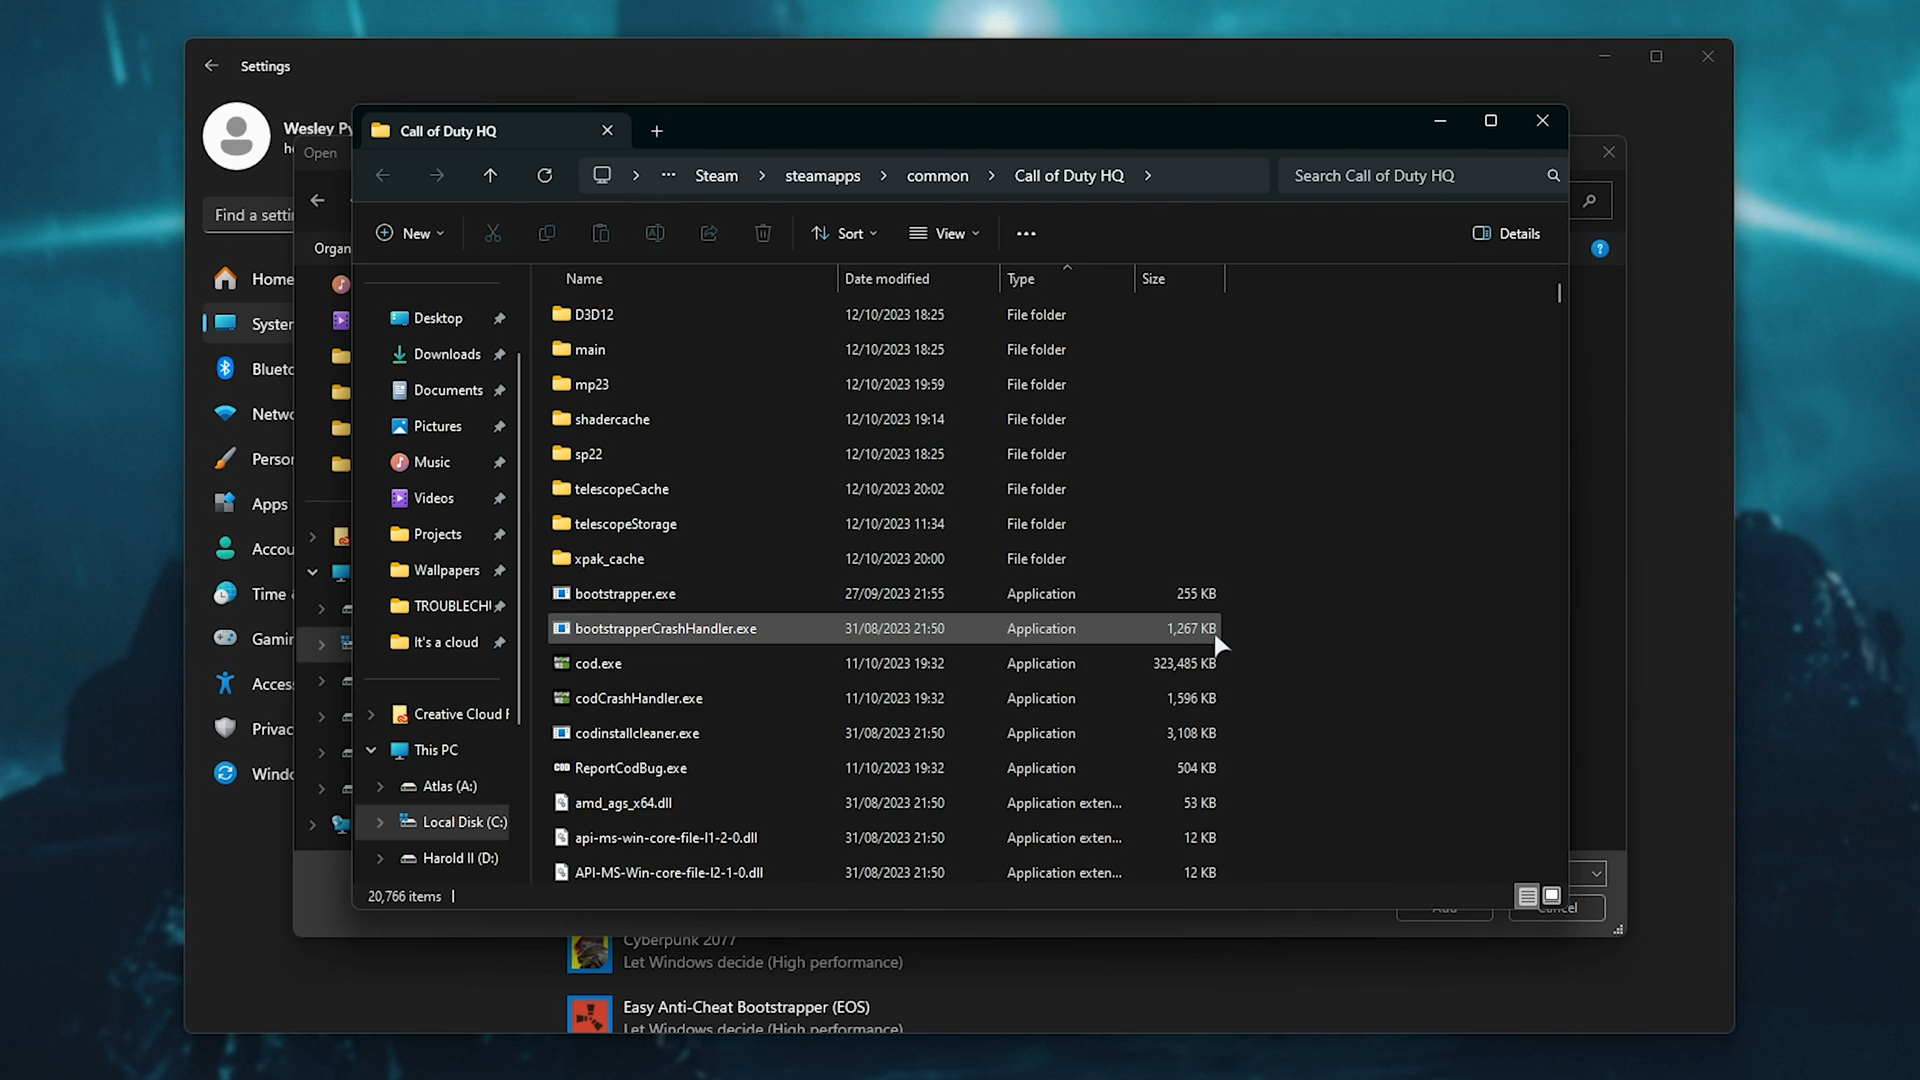 Settings
Wesley Py
Open
Call of Duty HQ
Steam
steamapps
common
Call of Duty HQ
Search Call of Duty HQ
Find a setti
Organ
New
Sort
View
Details
Home
System
Blueto
Netwo
Person
Apps
Accou
Time &
Gamin
Access
Privac
Windo
Desktop
Downloads
Documents
Pictures
Music
Videos
Projects
Wallpapers
TROUBLECH
It's a cloud
Creative Cloud F
This PC
Atlas (A:)
Local Disk (C:)
Harold II (D:)
Name Date modified Type Size
D3D12 12/10/2023 18:25 File folder
main 12/10/2023 18:25 File folder
mp23 12/10/2023 19:59 File folder
shadercache 12/10/2023 19:14 File folder
sp22 12/10/2023 18:25 File folder
telescopeCache 12/10/2023 20:02 File folder
telescopeStorage 12/10/2023 11:34 File folder
xpak_cache 12/10/2023 20:00 File folder
bootstrapper.exe 27/09/2023 21:55 Application 255 KB
bootstrapperCrashHandler.exe 31/08/2023 21:50 Application 1,267 KB
cod.exe 11/10/2023 19:32 Application 323,485 KB
codCrashHandler.exe 11/10/2023 19:32 Application 1,596 KB
codinstallcleaner.exe 31/08/2023 21:50 Application 3,108 KB
ReportCodBug.exe 11/10/2023 19:32 Application 504 KB
amd_ags_x64.dll 31/08/2023 21:50 Application exten... 53 KB
api-ms-win-core-file-l1-2-0.dll 31/08/2023 21:50 Application exten... 12 KB
API-MS-Win-core-file-l2-1-0.dll 31/08/2023 21:50 Application exten... 12 KB
20,766 items
Add
Cancel
Cyberpunk 2077
Let Windows decide (High performance)
Easy Anti-Cheat Bootstrapper (EOS)
Let Windows decide (High performance)